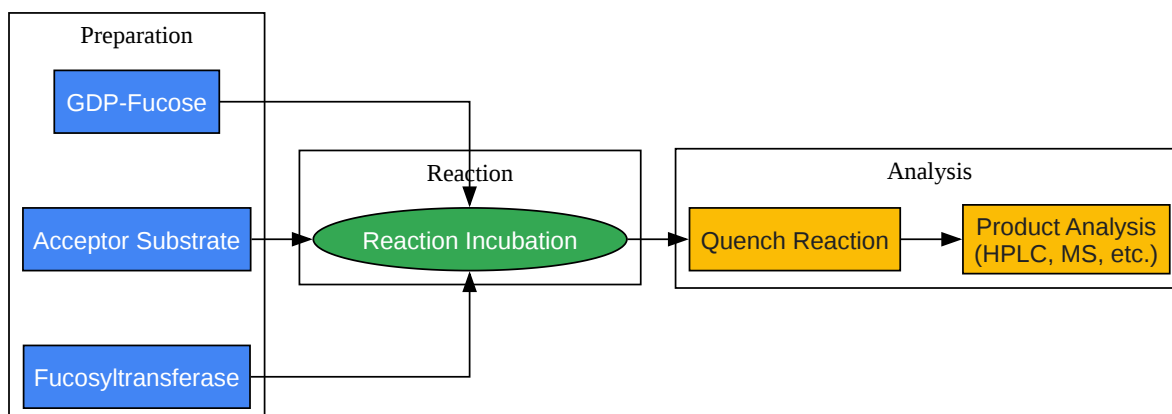 Preparation
GDP-Fucose
Acceptor Substrate
Fucosyltransferase
Reaction
Reaction Incubation
Analysis
Quench Reaction
Product Analysis
(HPLC, MS, etc.)